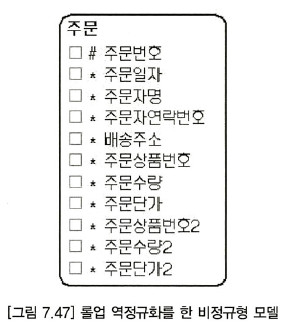 주문
# 주문번호
* 주문일자
* 주문자명
* 주문자연락번호
* 배송주소
* 주문상품번호
* 주문수량
* 주문단가
* 주문상품번호2
* 주문수량2
* 주문단가2
[그림 7.47] 롤업 역정규화를 한 비정규형 모델